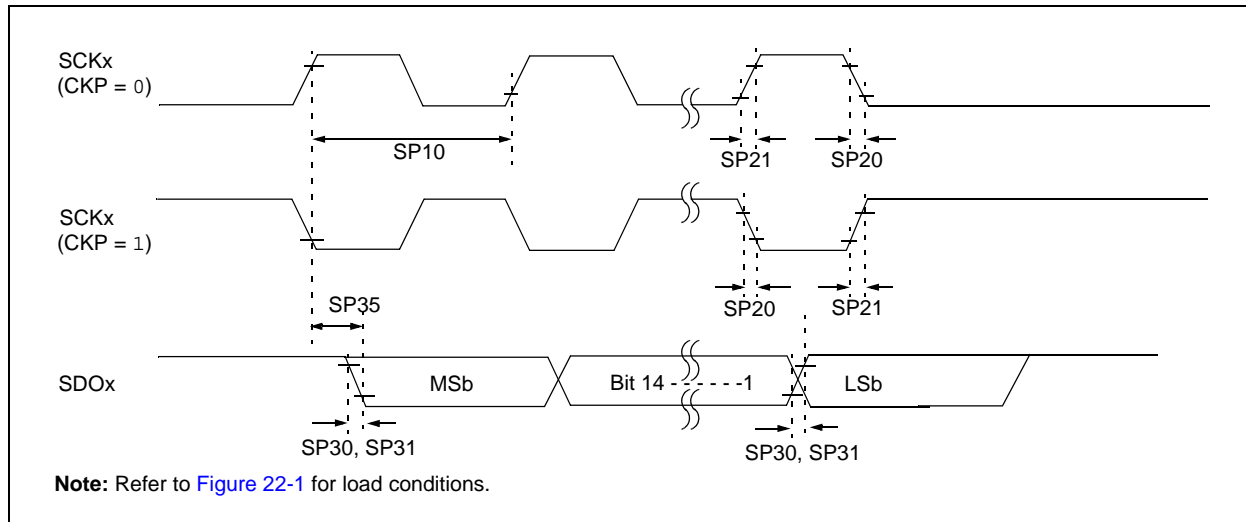 SCKx
(CKP = 0)
SP10
SP21
SP20
SCKx
(CKP = 1)
SP35
SP20
SP21
SDOx
MSb
Bit 14 - - - - - -1
LSb
SP30, SP31
SP30, SP31
Note: Refer to Figure 22-1 for load conditions.